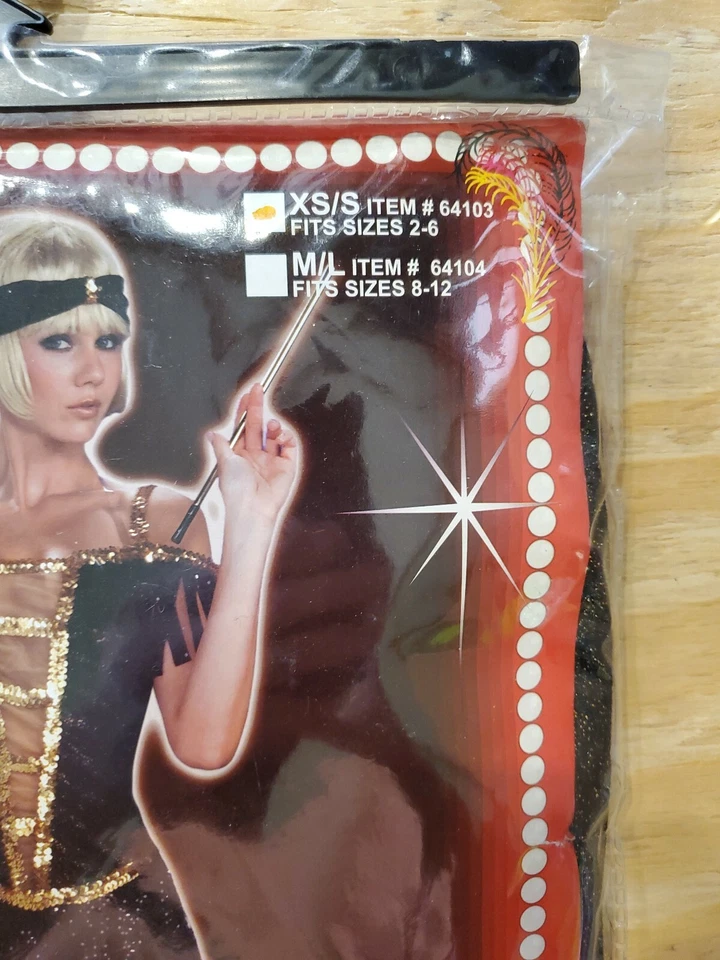 XS/S ITEM # 64103
FITS SIZES 2-6
M/L ITEM # 64104
FITS SIZES 8-12